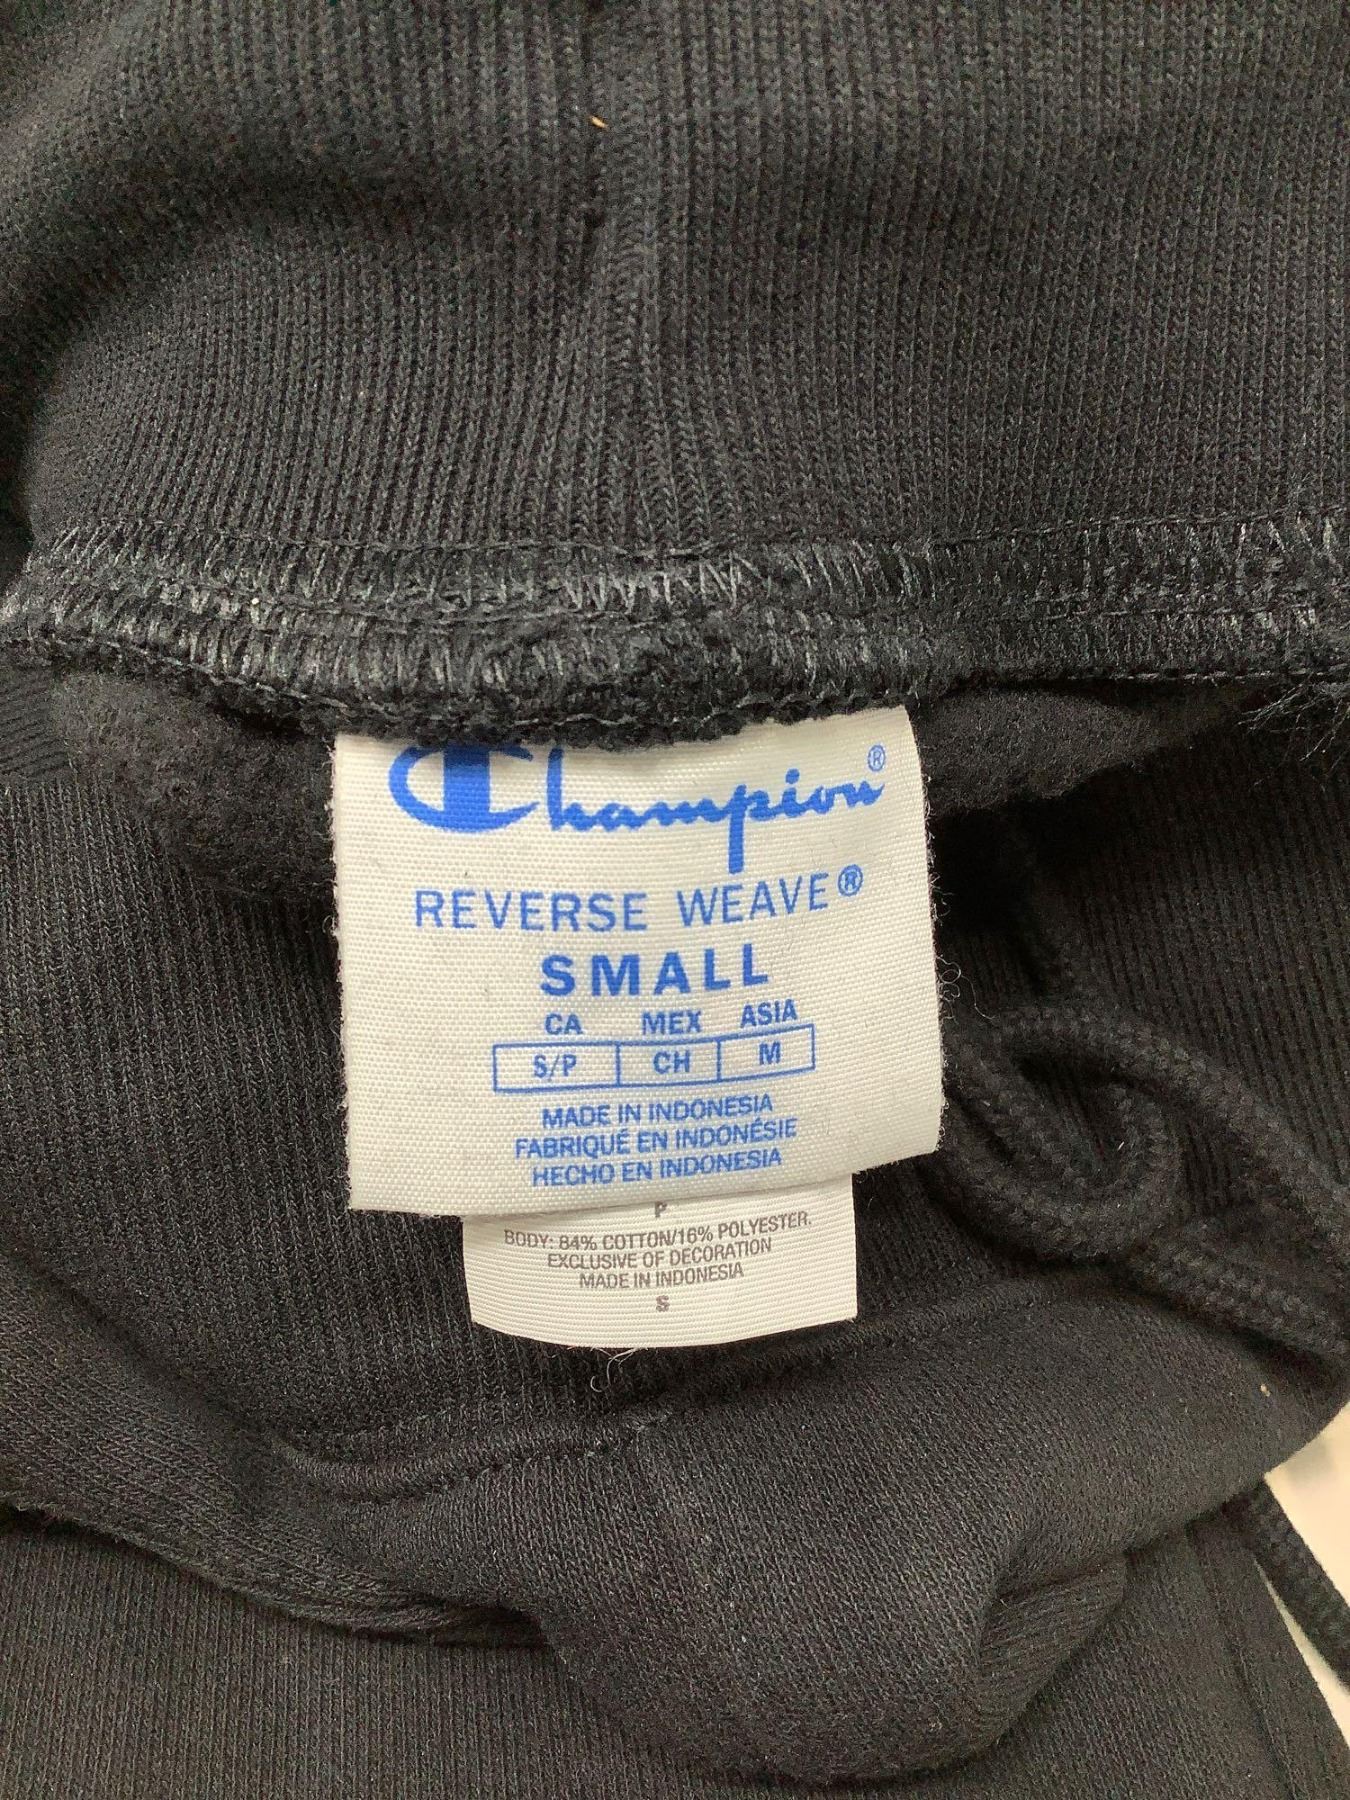 Champion®
REVERSE WEAVE®
SMALL
CA MEX ASIA
S/P CH M
MADE IN INDONESIA
FABRIQUÉ EN INDONÉSIE
HECHO EN INDONESIA
P
BODY: 84% COTTON/16% POLYESTER.
EXCLUSIVE OF DECORATION
MADE IN INDONESIA
S